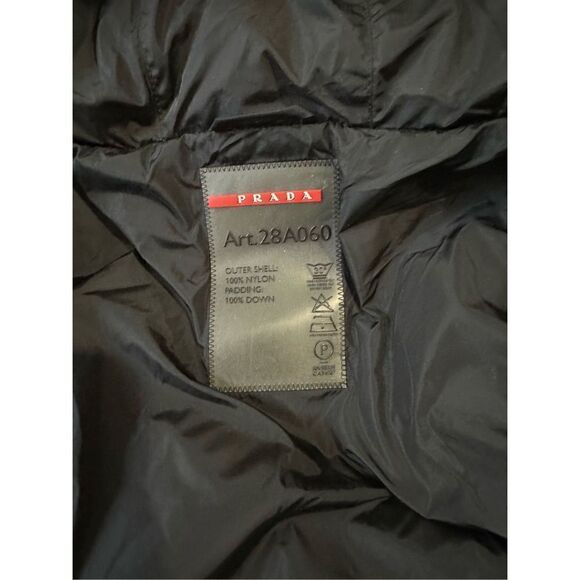 PRADA
Art.28A060
OUTER SHELL:
100% NYLON
PADDING:
100% DOWN
30°
P